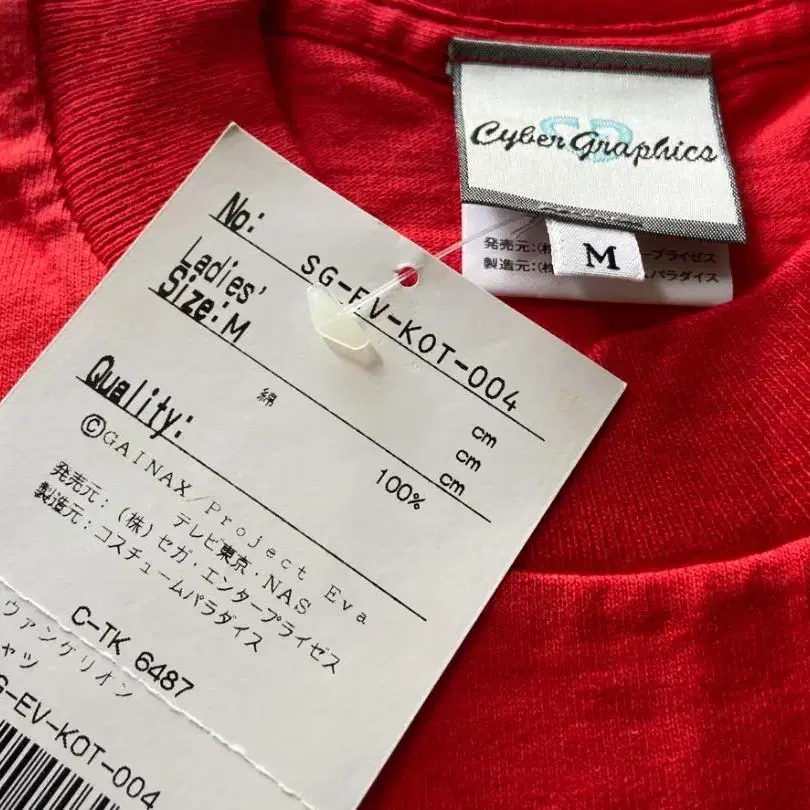 Cyber Graphics
発売元:(株
ープライゼス
製造元:(
ムパラダイス
M
No: SG-EV-KOT-004
Ladies'
Size: M
cm
cm
cm
Quality:
綿 100%
©GAINAX/Project Eva
テレビ東京・NAS
発売元:(株)セガ・エンタープライゼス
製造元:コスチュームパラダイス
C-TK 6487
ヴァンゲリオン
ャツ
G-EV-KOT-004